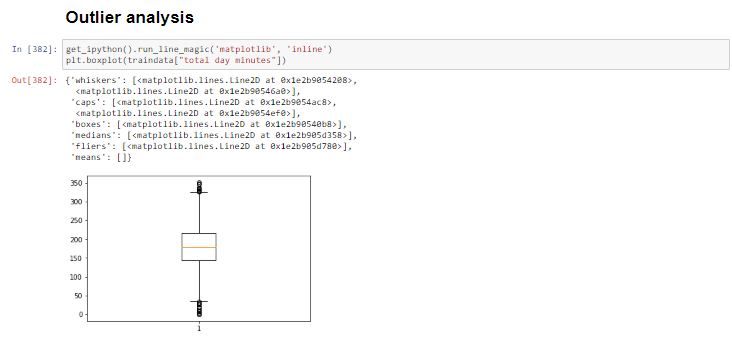 Outlier analysis
In [382]: get_ipython().run_line_magic('matplotlib', 'inline')
plt.boxplot(traindata["total day minutes"])
Out[382]: {'whiskers': [<matplotlib.lines.Line2D at 0x1e2b9054208>,
<matplotlib.lines.Line2D at 0x1e2b90546a0>],
'caps': [<matplotlib.lines.Line2D at 0x1e2b9054ac8>,
<matplotlib.lines.Line2D at 0x1e2b9054ef0>],
'boxes': [<matplotlib.lines.Line2D at 0x1e2b90540b8>],
'medians': [<matplotlib.lines.Line2D at 0x1e2b905d358>],
'fliers': [<matplotlib.lines.Line2D at 0x1e2b905d780>],
'means': []}
350
300
250
200
150
100
50
0
1